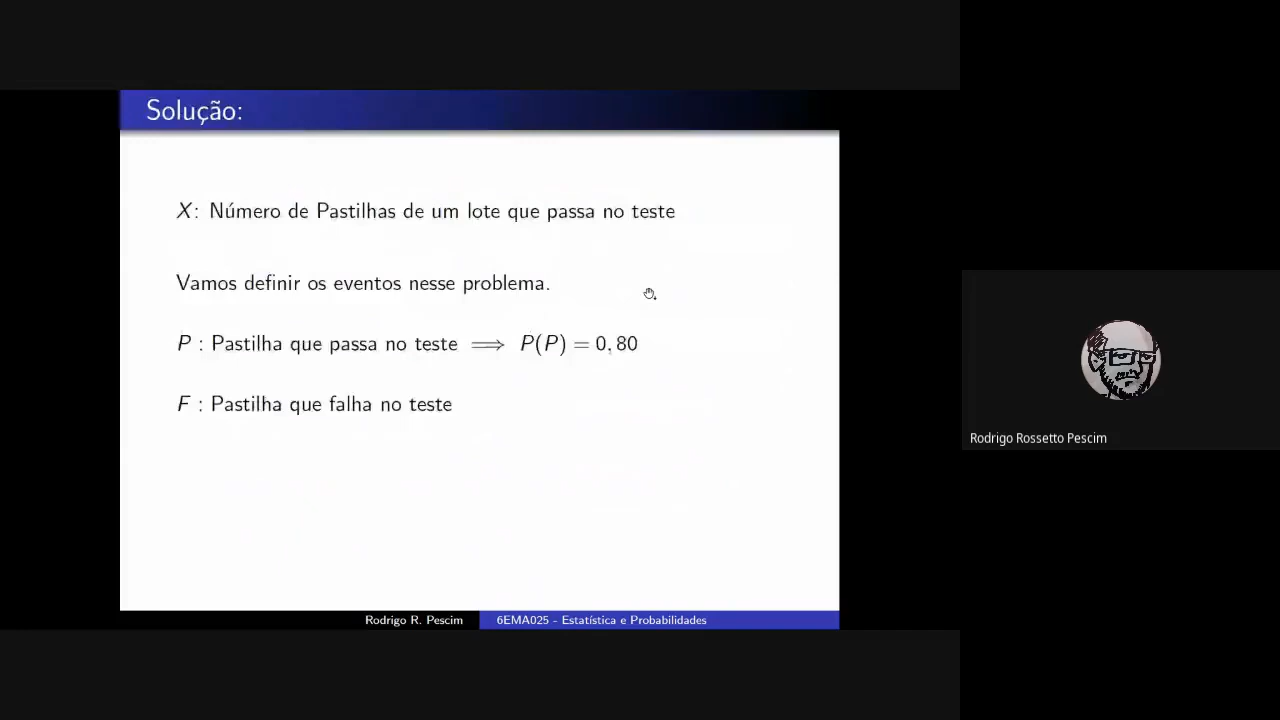 Solução:
X: Número de Pastilhas de um lote que passa no teste
Vamos definir os eventos nesse problema.
P : Pastilha que passa no teste ⟹ P(P) = 0, 80
F : Pastilha que falha no teste
Rodrigo Rossetto Pescim
Rodrigo R. Pescim
6EMA025 - Estatística e Probabilidades